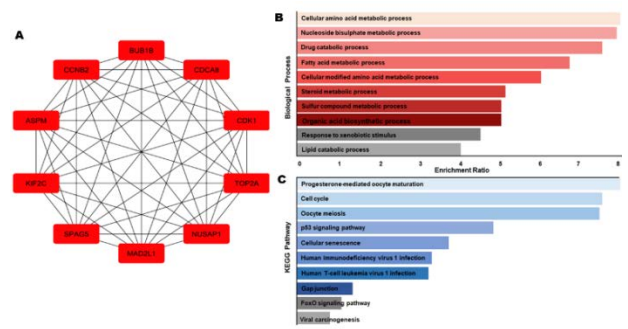 A
BUB1B
CCNB2
CDCA8
ASPM
CDK1
KIF2C
TOP2A
SPAG5
NUSAP1
MAD2L1
B
Biological Process
Cellular amino acid metabolic process
Nucleoside bisulphate metabolic process
Drug catabolic process
Fatty acid metabolic process
Cellular modified amino acid metabolic process
Steroid metabolic process
Sulfur compound metabolic process
Organic acid biosynthetic process
Response to xenobiotic stimulus
Lipid catabolic process
0 1 2 3 4 5 6 7 8
Enrichment Ratio
C
KEGG Pathway
Progesterone-mediated oocyte maturation
Cell cycle
Oocyte meiosis
p53 signaling pathway
Cellular senescence
Human immunodeficiency virus 1 infection
Human T-cell leukemia virus 1 infection
Gap junction
FoxO signaling pathway
Viral carcinogenesis